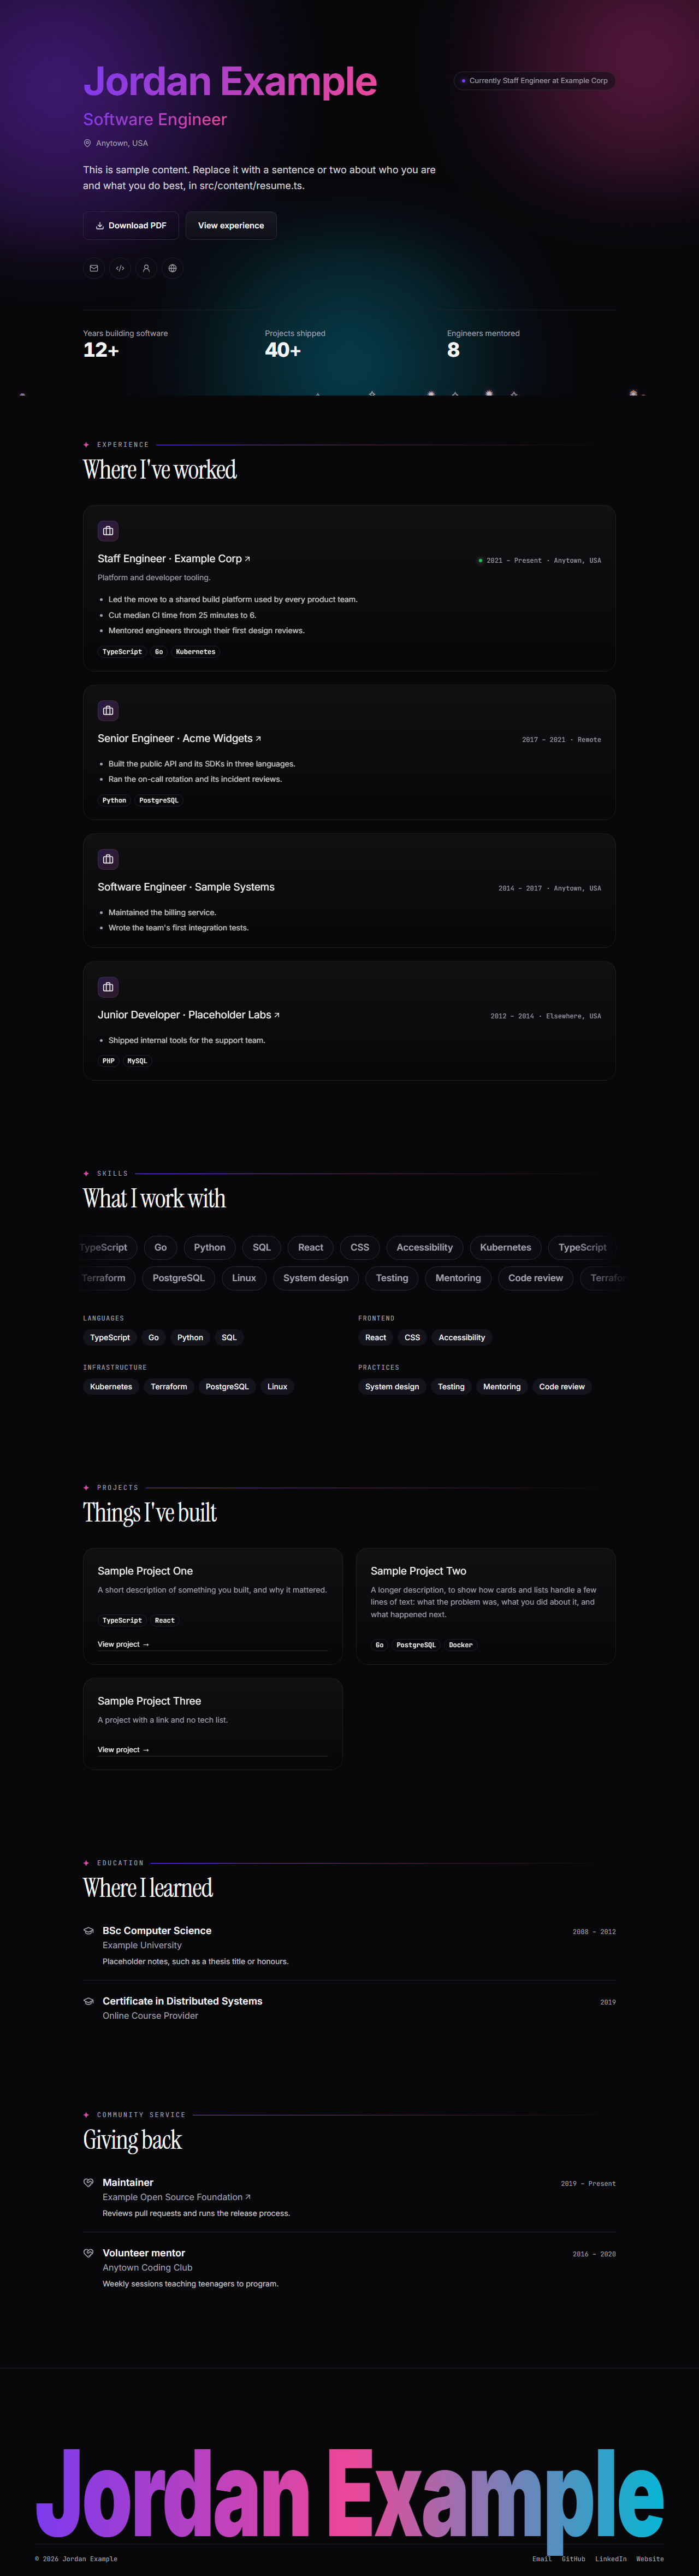 Jordan Example
Currently Staff Engineer at Example Corp
Software Engineer
Anytown, USA
This is sample content. Replace it with a sentence or two about who you are
and what you do best, in src/content/resume.ts.
Download PDF
View experience
Years building software
12+
Projects shipped
40+
Engineers mentored
8
EXPERIENCE
Where I've worked
Staff Engineer · Example Corp ↗
2021 – Present · Anytown, USA
Platform and developer tooling.
• Led the move to a shared build platform used by every product team.
• Cut median CI time from 25 minutes to 6.
• Mentored engineers through their first design reviews.
TypeScript Go Kubernetes
Senior Engineer · Acme Widgets ↗
2017 – 2021 · Remote
• Built the public API and its SDKs in three languages.
• Ran the on-call rotation and its incident reviews.
Python PostgreSQL
Software Engineer · Sample Systems
2014 – 2017 · Anytown, USA
• Maintained the billing service.
• Wrote the team's first integration tests.
Junior Developer · Placeholder Labs ↗
2012 – 2014 · Elsewhere, USA
• Shipped internal tools for the support team.
PHP MySQL
SKILLS
What I work with
TypeScript Go Python SQL React CSS Accessibility Kubernetes TypeScript
Terraform PostgreSQL Linux System design Testing Mentoring Code review Terrafor
LANGUAGES
TypeScript Go Python SQL
FRONTEND
React CSS Accessibility
INFRASTRUCTURE
Kubernetes Terraform PostgreSQL Linux
PRACTICES
System design Testing Mentoring Code review
PROJECTS
Things I've built
Sample Project One
A short description of something you built, and why it mattered.
TypeScript React
View project →
Sample Project Two
A longer description, to show how cards and lists handle a few
lines of text: what the problem was, what you did about it, and
what happened next.
Go PostgreSQL Docker
Sample Project Three
A project with a link and no tech list.
View project →
EDUCATION
Where I learned
BSc Computer Science
2008 – 2012
Example University
Placeholder notes, such as a thesis title or honours.
Certificate in Distributed Systems
2019
Online Course Provider
COMMUNITY SERVICE
Giving back
Maintainer
2019 – Present
Example Open Source Foundation ↗
Reviews pull requests and runs the release process.
Volunteer mentor
2016 – 2020
Anytown Coding Club
Weekly sessions teaching teenagers to program.
Jordan Example
© 2026 Jordan Example
Email GitHub LinkedIn Website